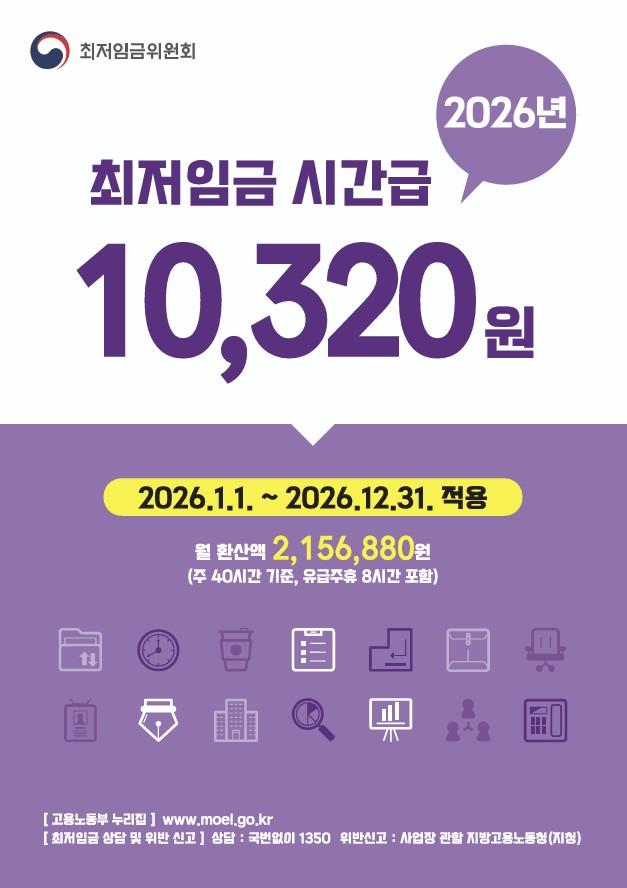 최저임금위원회
2026년
최저임금 시간급
10,320원
2026.1.1. ~ 2026.12.31. 적용
월 환산액 2,156,880원
(주 40시간 기준, 유급주휴 8시간 포함)
[ 고용노동부 누리집 ] www.moel.go.kr
[ 최저임금 상담 및 위반 신고 ] 상담 : 국번없이 1350 위반신고 : 사업장 관할 지방고용노동청(지청)